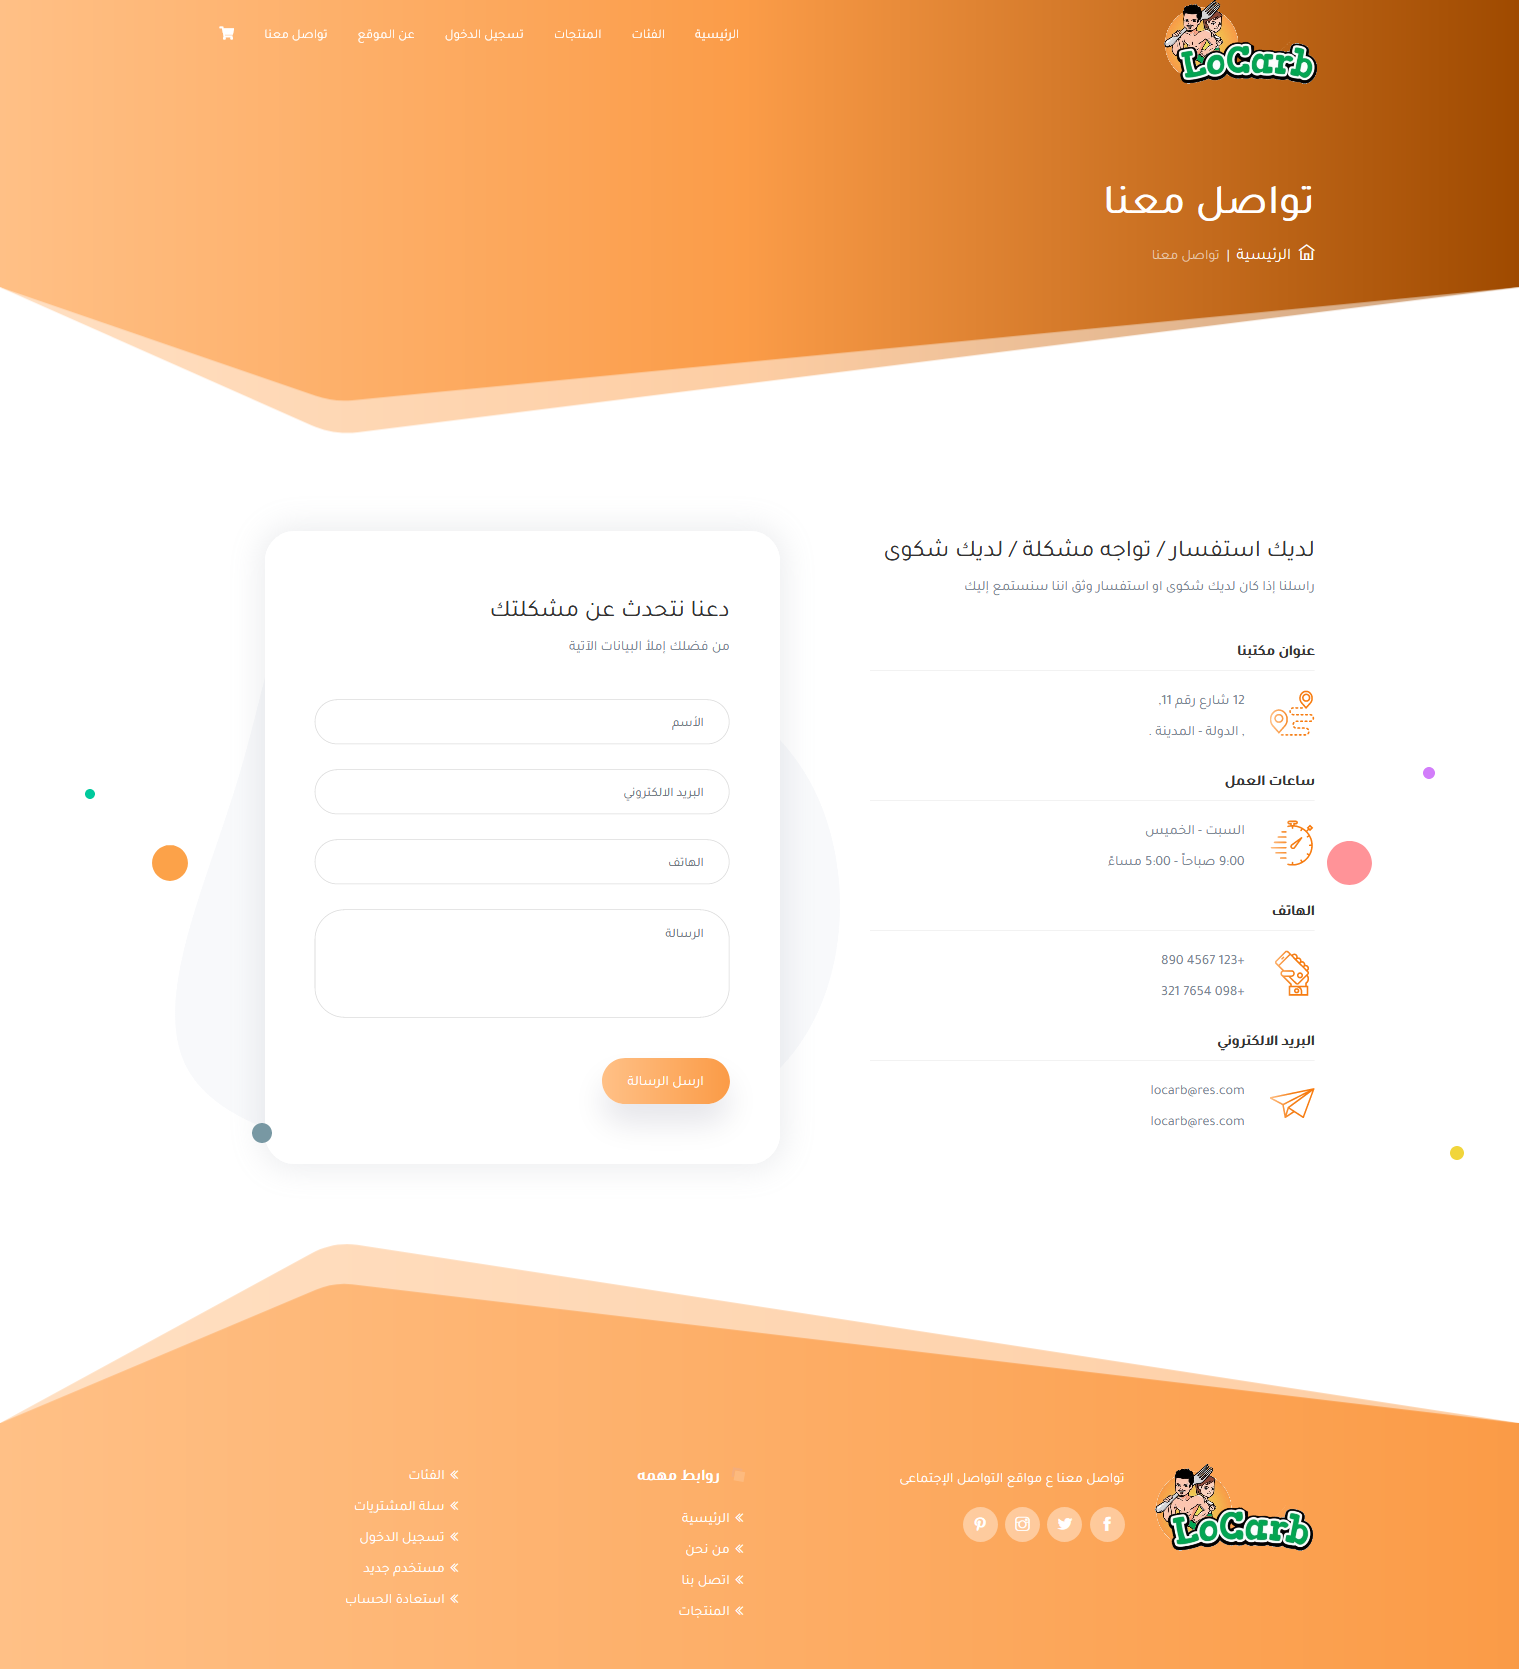 LoCarb
الرئيسية
الفئات
المنتجات
تسجيل الدخول
عن الموقع
تواصل معنا
تواصل معنا
الرئيسية | تواصل معنا
لديك استفسار / تواجه مشكلة / لديك شكوى
راسلنا إذا كان لديك شكوى او استفسار وثق اننا سنستمع إليك
عنوان مكتبنا
12 شارع رقم 11,
, الدولة - المدينة .
ساعات العمل
السبت - الخميس
9:00 صباحاً - 5:00 مساءً
الهاتف
+123 4567 890
+098 7654 321
البريد الالكتروني
locarb@res.com
locarb@res.com
دعنا نتحدث عن مشكلتك
من فضلك إملأ البيانات الآتية
الأسم
البريد الالكتروني
الهاتف
الرسالة
ارسل الرسالة
LoCarb
تواصل معنا ع مواقع التواصل الإجتماعى
روابط مهمه
الرئيسية
من نحن
اتصل بنا
المنتجات
الفئات
سلة المشتريات
تسجيل الدخول
مستخدم جديد
استعادة الحساب